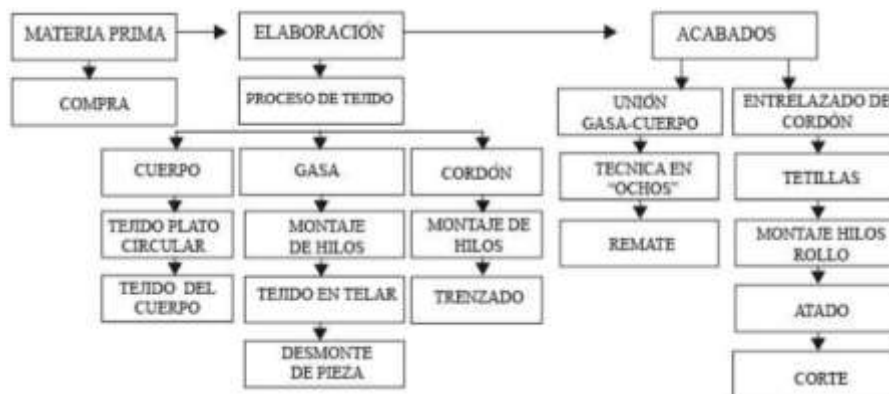 MATERIA PRIMA
ELABORACIÓN
ACABADOS
COMPRA
PROCESO DE TEJIDO
UNIÓN
GASA-CUERPO
ENTRELAZADO DE
CORDÓN
CUERPO
GASA
CORDÓN
TECNICA EN
"OCHOS"
TETILLAS
TEJIDO PLATO
CIRCULAR
MONTAJE
DE HILOS
MONTAJE DE
HILOS
REMATE
MONTAJE HILOS
ROLLO
TEJIDO DEL
CUERPO
TEJIDO EN TELAR
TRENZADO
ATADO
DESMONTE
DE PIEZA
CORTE